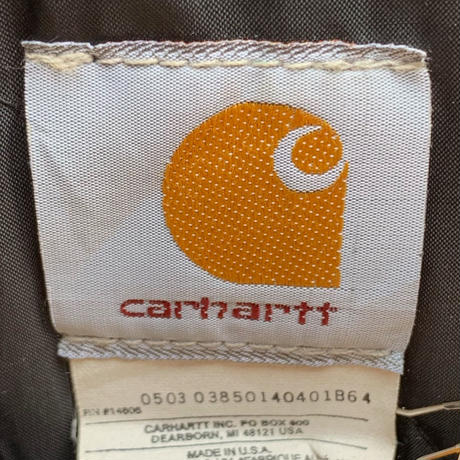 carhartt
0503 03850140401B64
RN #14806
CARHARTT INC. PO BOX 600
DEARBORN, MI 48121 USA
MADE IN U.S.A.